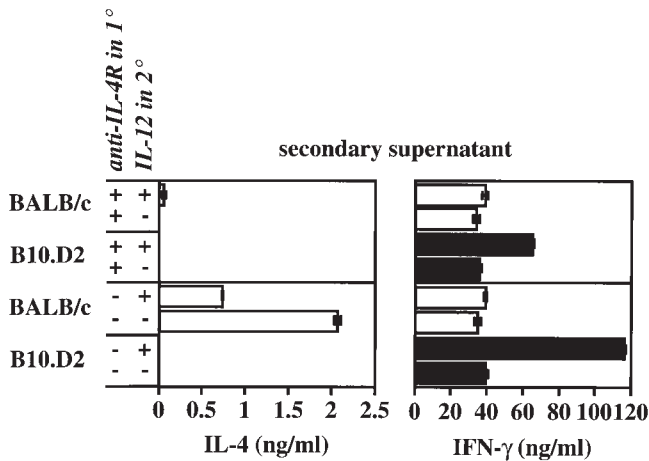 anti-IL-4R in 1°
IL-12 in 2°
secondary supernatant
BALB/c + +
+ -
B10.D2 + +
+ -
BALB/c - +
- -
B10.D2 - +
- -
0 0.5 1 1.5 2 2.5
0 20 40 60 80 100 120
IL-4 (ng/ml)
IFN-γ (ng/ml)